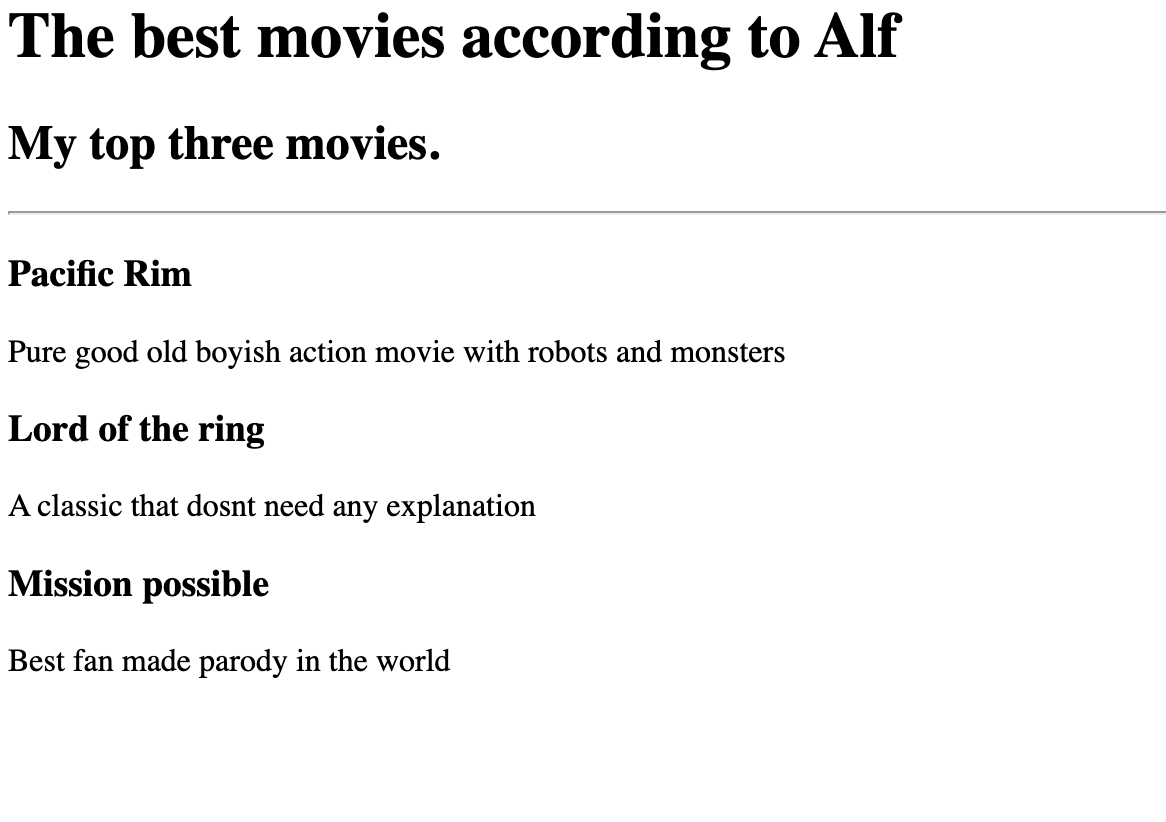 The best movies according to Alf
My top three movies.
Pacific Rim
Pure good old boyish action movie with robots and monsters
Lord of the ring
A classic that dosnt need any explanation
Mission possible
Best fan made parody in the world